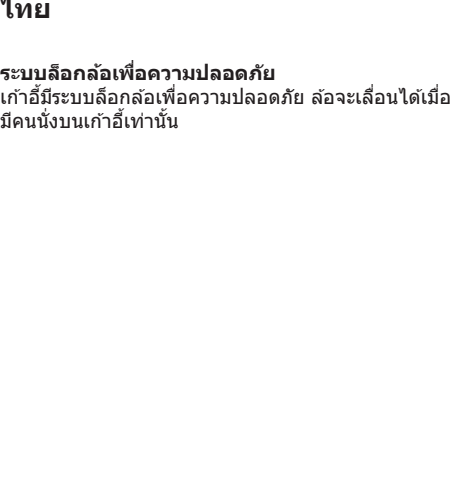 ไทย
ระบบล็อกล้อเพื่อความปลอดภัย
เก้าอี้มีระบบล็อกล้อเพื่อความปลอดภัย ล้อจะเลื่อนได้เมื่อ
มีคนนั่งบนเก้าอี้เท่านั้น